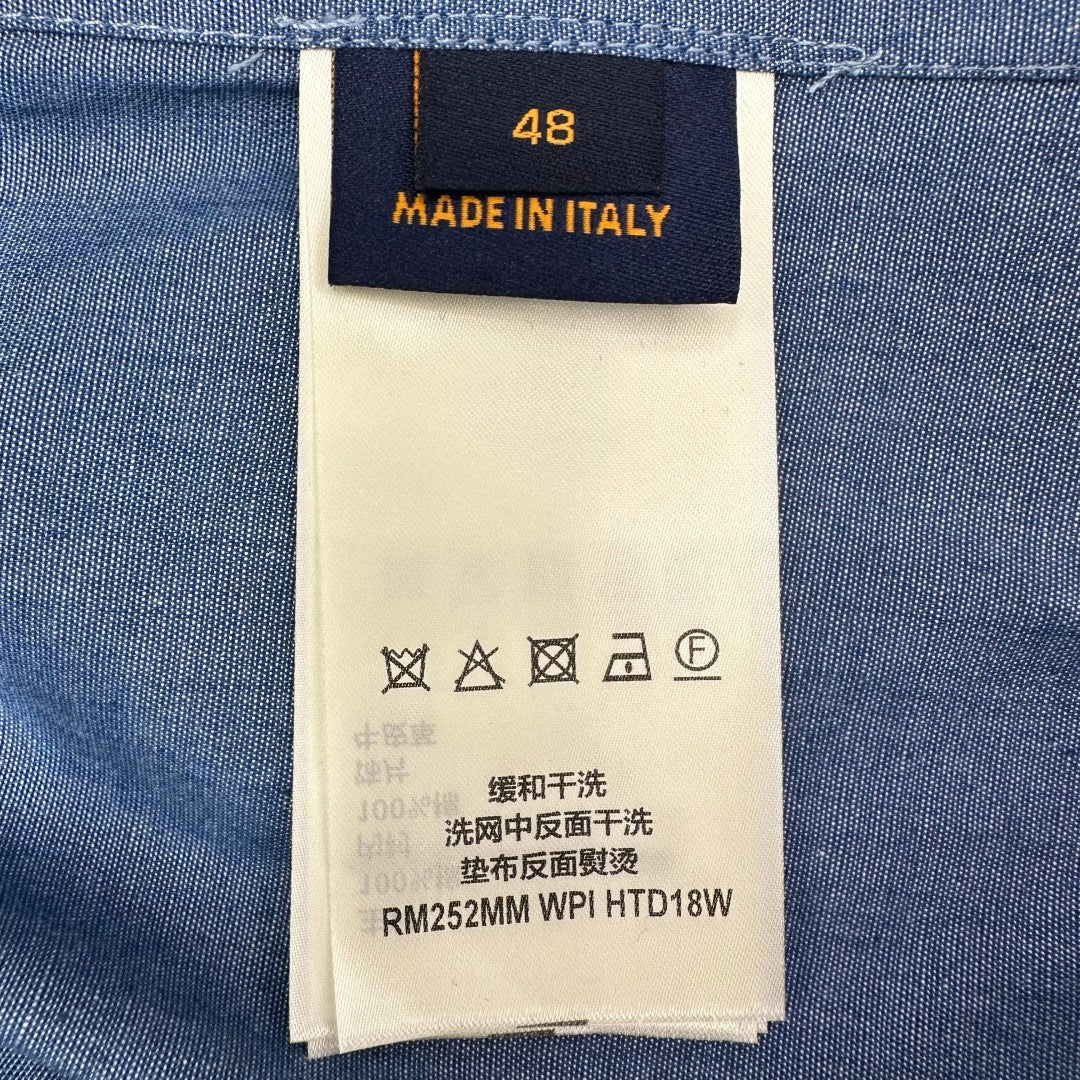 48
MADE IN ITALY
F
缓和干洗
洗网中反面干洗
垫布反面熨烫
RM252MM WPI HTD18W